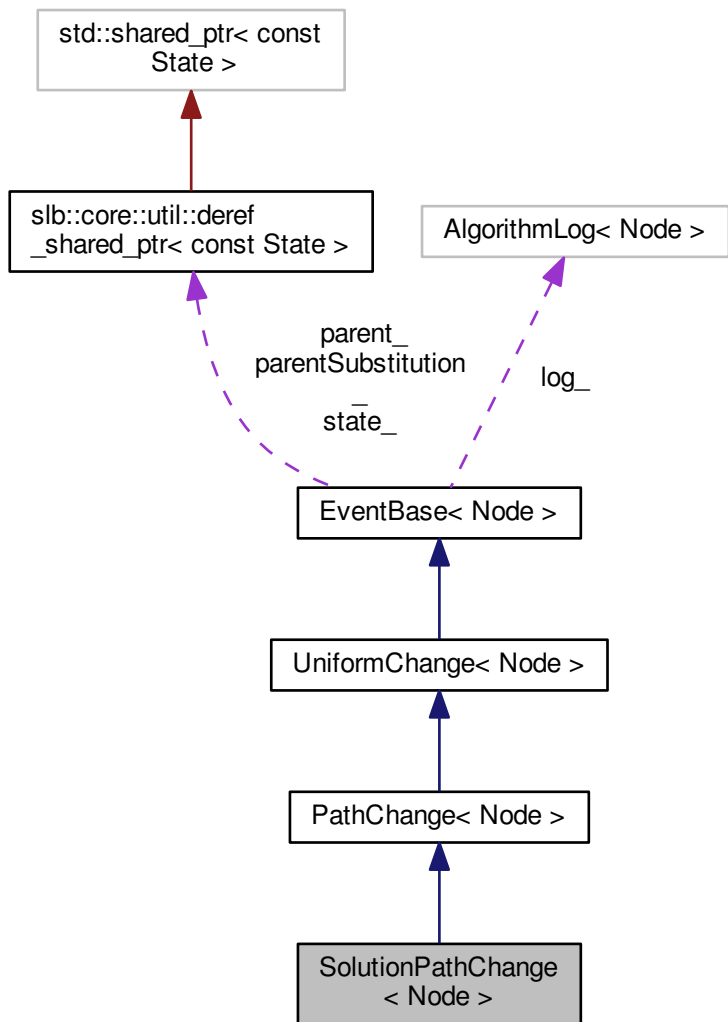 std::shared_ptr< const
State >
slb::core::util::deref
_shared_ptr< const State >
AlgorithmLog< Node >
parent_
parentSubstitution
_
state_
log_
EventBase< Node >
UniformChange< Node >
PathChange< Node >
SolutionPathChange
< Node >